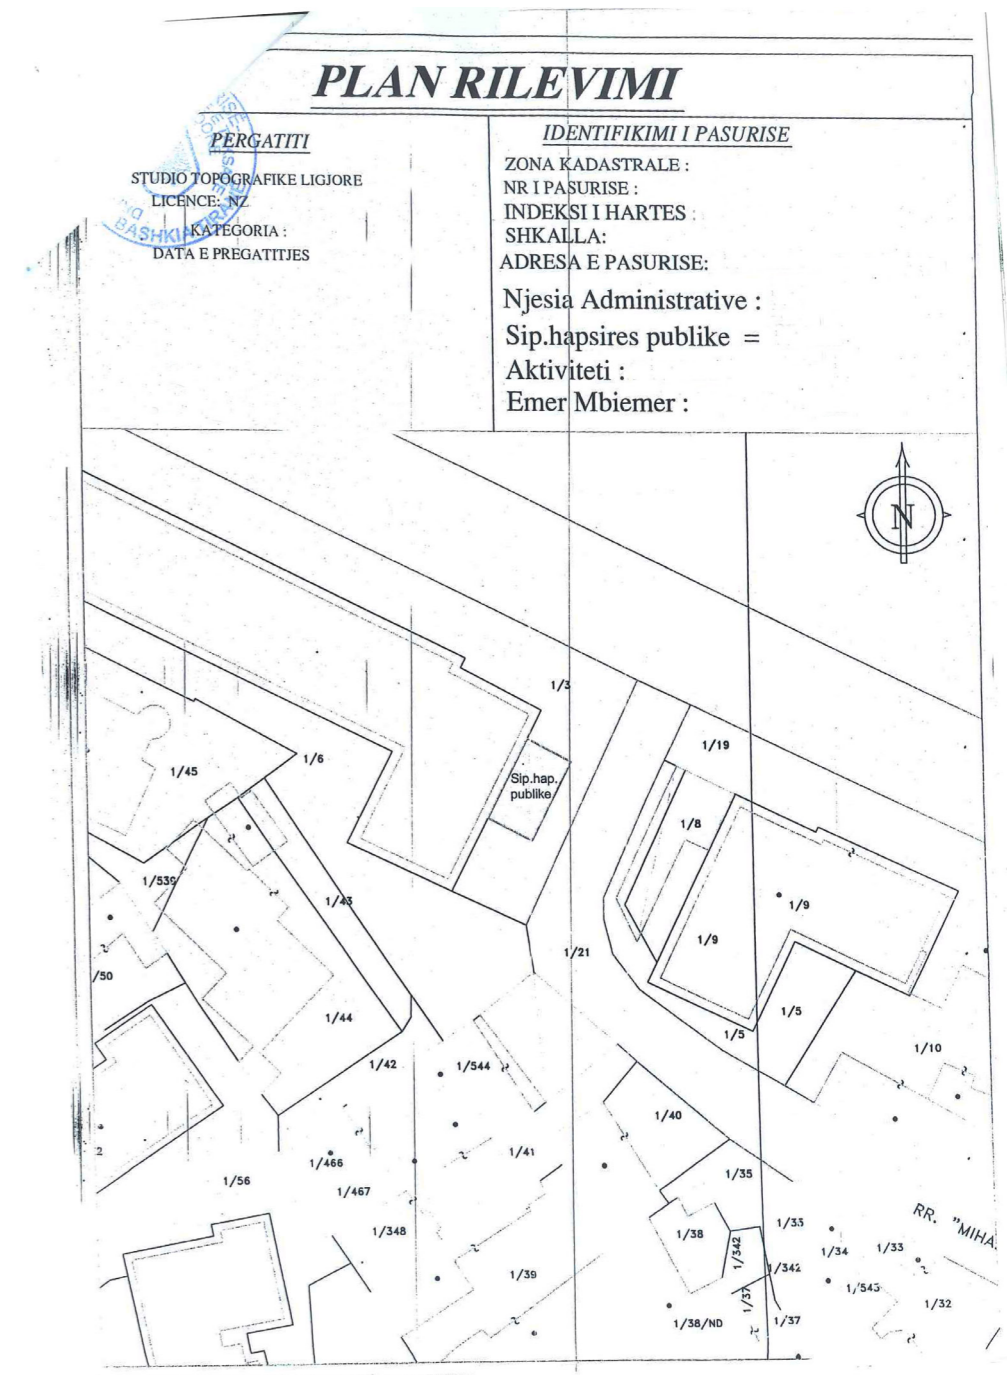 PLAN RILEVIMI
PERGATITI
STUDIO TOPOGRAFIKE LIGJORE
LICENCE: NZ
KATEGORIA :
DATA E PREGATITJES
BASHKIA TIRANE
IDENTIFIKIMI I PASURISE
ZONA KADASTRALE :
NR I PASURISE :
INDEKSI I HARTES :
SHKALLA:
ADRESA E PASURISE:
Njesia Administrative :
Sip.hapsires publike =
Aktiviteti :
Emer Mbiemer :
N
1/3
1/19
1/6
1/45
Sip.hap.
publike
1/8
1/539
1/43
1/9
1/9
1/21
/50
1/44
1/5
1/5
1/10
1/42
1/544
1/40
1/41
1/466
1/56
1/467
1/35
1/348
1/38
1/342
1/33
1/34
1/33
RR. "MIHA
1/342
1/39
1/543
1/37
1/32
1/38/ND
1/37